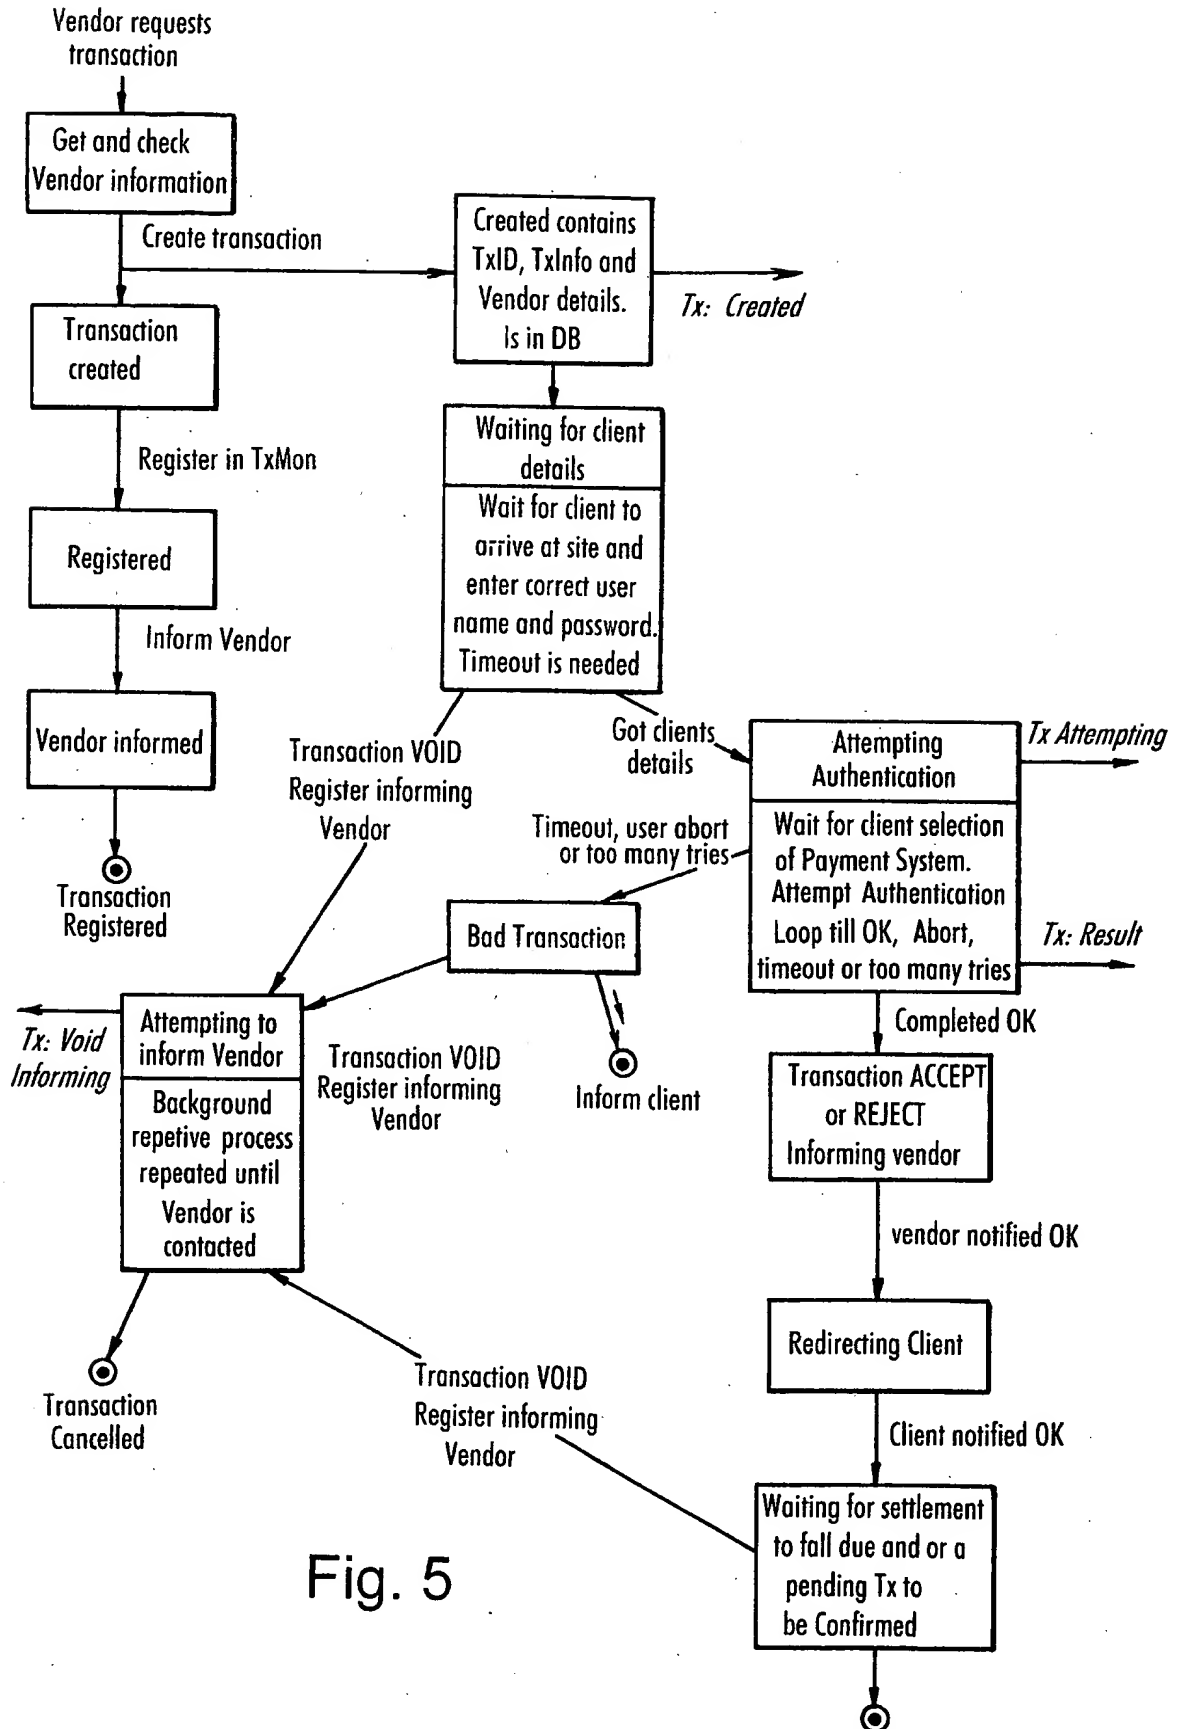 Vendor requests
transaction
Get and check
Vendor information
Create transaction
Created contains
TxID, TxInfo and
Vendor details.
Is in DB
Tx: Created
Transaction
created
Register in TxMon
Registered
Inform Vendor
Vendor informed
Transaction
Registered
Waiting for client
details
Wait for client to
arrive at site and
enter correct user
name and password.
Timeout is needed
Transaction VOID
Register informing
Vendor
Got clients
details
Attempting
Authentication
Tx Attempting
Wait for client selection
of Payment System.
Attempt Authentication
Loop till OK, Abort,
timeout or too many tries
Tx: Result
Timeout, user abort
or too many tries
Bad Transaction
Inform client
Attempting to
inform Vendor
Tx: Void
Informing
Background
repetive process
repeated until
Vendor is
contacted
Transaction VOID
Register informing
Vendor
Transaction
Cancelled
Completed OK
Transaction ACCEPT
or REJECT
Informing vendor
vendor notified OK
Redirecting Client
Client notified OK
Transaction VOID
Register informing
Vendor
Waiting for settlement
to fall due and or a
pending Tx to
be Confirmed
Fig. 5